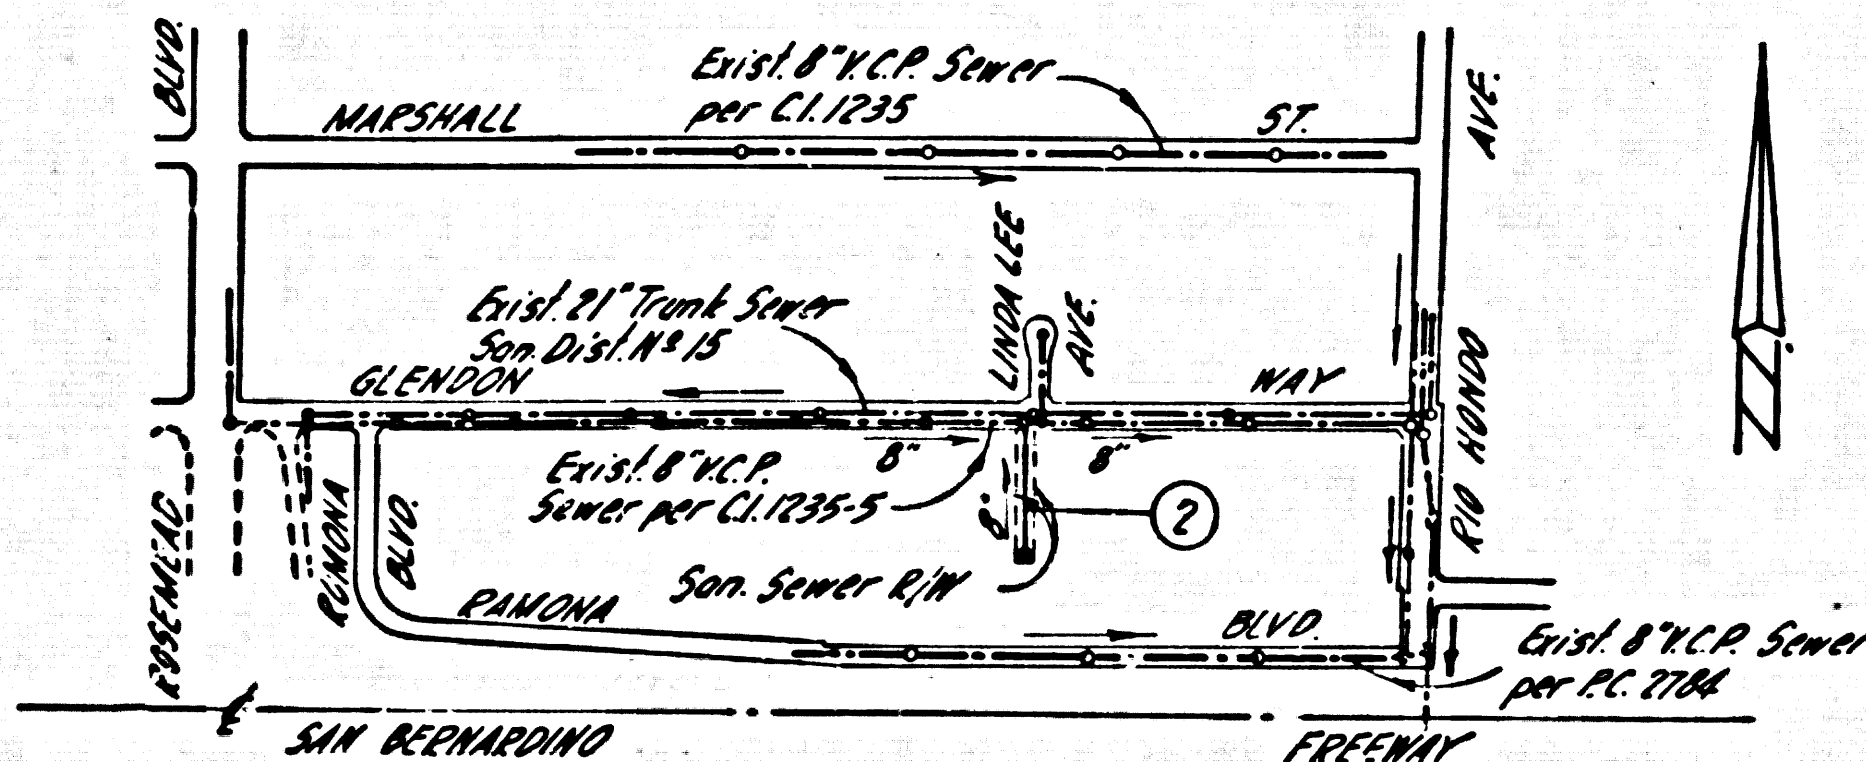 BLVD.
Exist. 8" V.C.P. Sewer
per C.I. 1235
MARSHALL
ST.
AVE.
LINDA LEE
AVE.
Exist. 21" Trunk Sewer
San. Dist. Nº 15
GLENDON
WAY
RIO HONDO
8"
8"
Exist. 8" V.C.P.
Sewer per C.I. 1235-5
8"
2
ROSEMEAD
RAMONA
BLVD.
San. Sewer R/W
RAMONA
BLVD.
Exist. 8" V.C.P. Sewer
per P.C. 2784
SAN BERNARDINO
FREEWAY